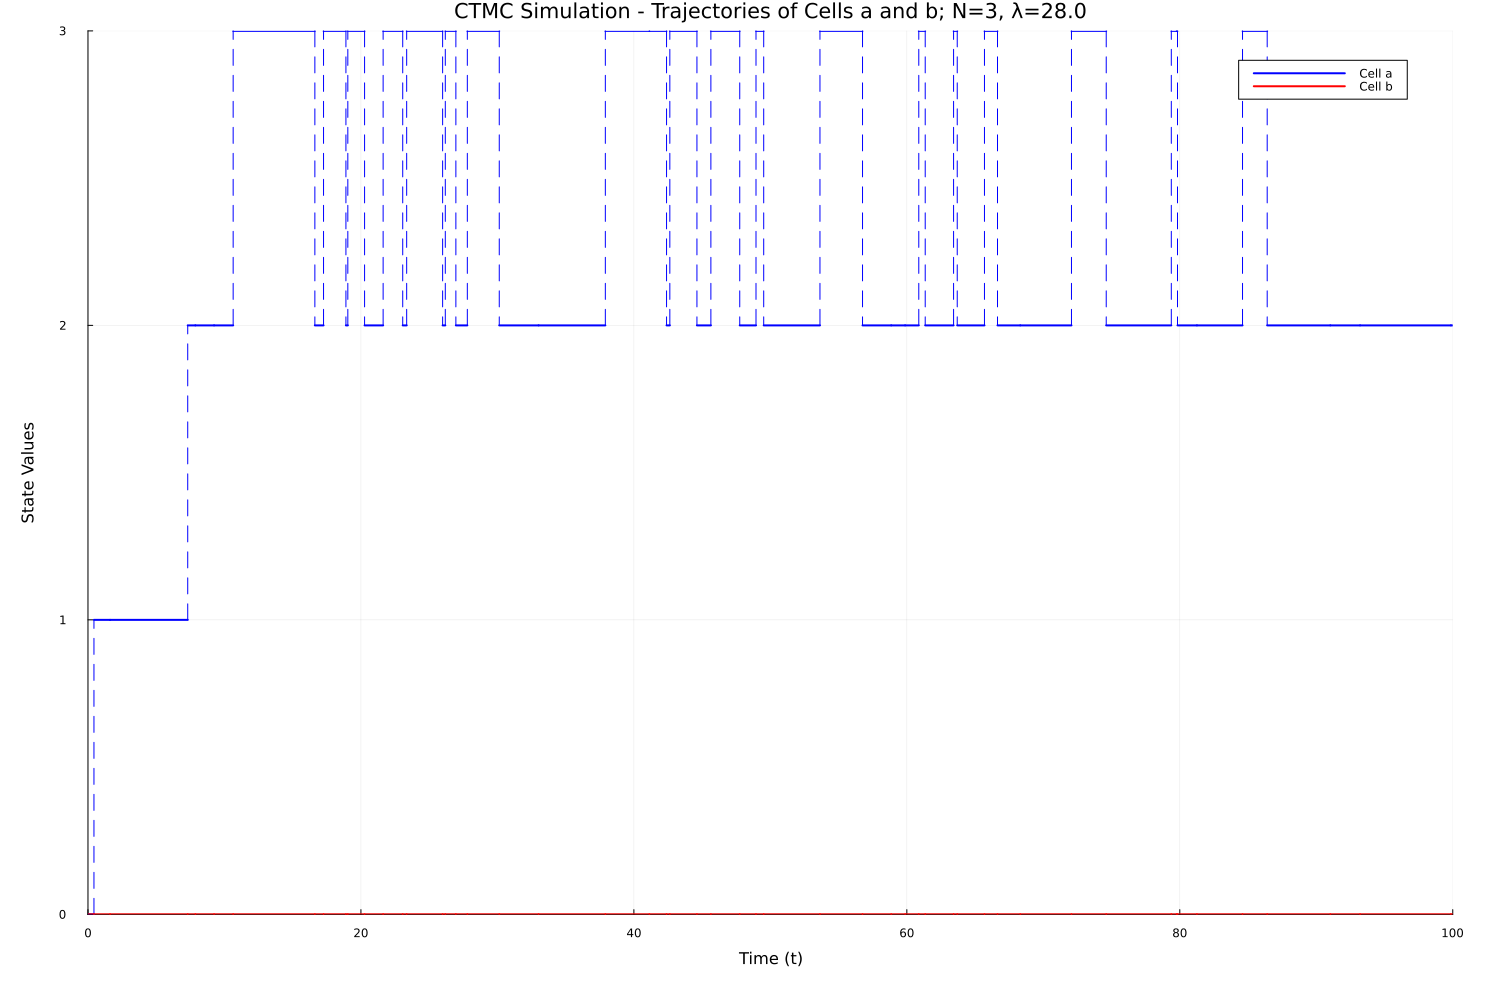 CTMC Simulation - Trajectories of Cells a and b; N=3, λ=28.0
3
Cell a
Cell b
2
State Values
1
0
0 20 40 60 80 100
Time (t)